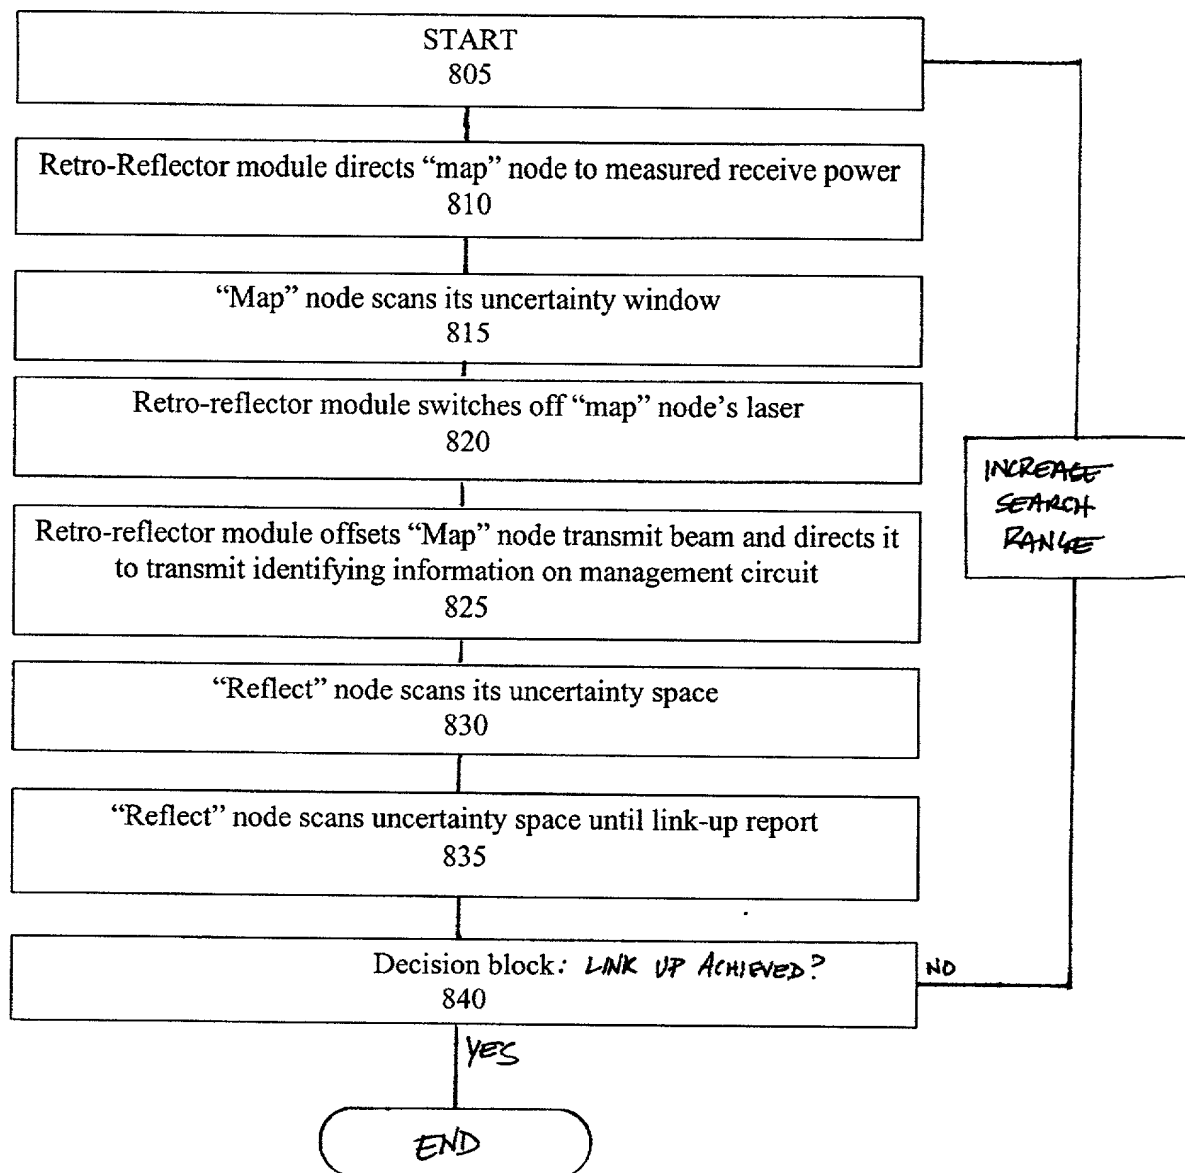 START
805
Retro-Reflector module directs “map” node to measured receive power
810
“Map” node scans its uncertainty window
815
Retro-reflector module switches off “map” node’s laser
820
INCREASE
SEARCH
RANGE
Retro-reflector module offsets “Map” node transmit beam and directs it
to transmit identifying information on management circuit
825
“Reflect” node scans its uncertainty space
830
“Reflect” node scans uncertainty space until link-up report
835
Decision block: LINK UP ACHIEVED?
840
NO
YES
END